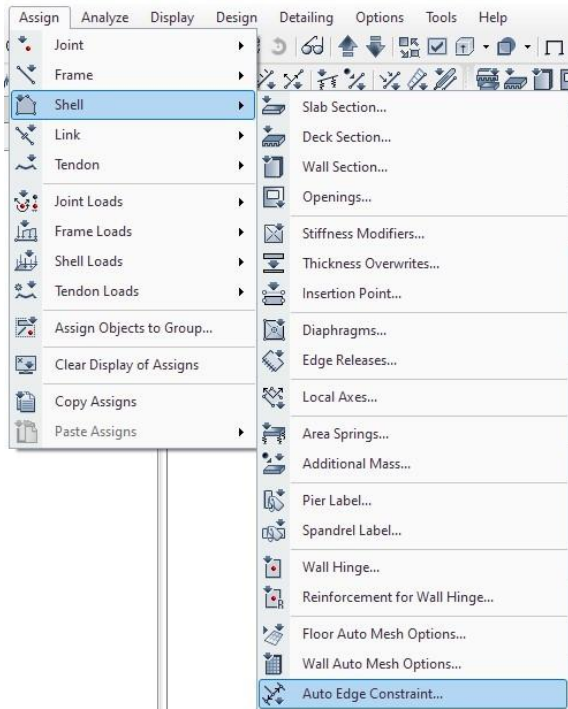 Assign Analyze Display Design Detailing Options Tools Help
Joint
Frame
Shell
Link
Tendon
Joint Loads
Frame Loads
Shell Loads
Tendon Loads
Assign Objects to Group...
Clear Display of Assigns
Copy Assigns
Paste Assigns
Slab Section...
Deck Section...
Wall Section...
Openings...
Stiffness Modifiers...
Thickness Overwrites...
Insertion Point...
Diaphragms...
Edge Releases...
Local Axes...
Area Springs...
Additional Mass...
Pier Label...
Spandrel Label...
Wall Hinge...
Reinforcement for Wall Hinge...
Floor Auto Mesh Options...
Wall Auto Mesh Options...
Auto Edge Constraint...